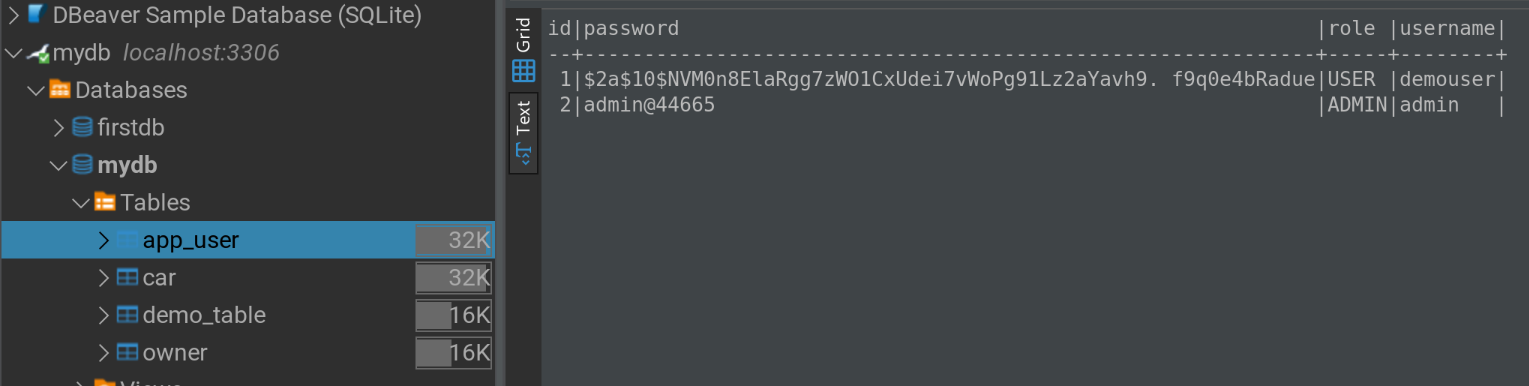 DBeaver Sample Database (SQLite)
mydb localhost:3306
Databases
firstdb
mydb
Tables
app_user 32K
car 32K
demo_table 16K
owner 16K
Views
Grid
Text
id|password |role |username|
--+--------------------------------------------------------------+-----+--------+
1|$2a$10$NVM0n8ElaRgg7zWO1CxUdei7vWoPg91Lz2aYavh9. f9q0e4bRadue|USER |demouser|
2|admin@44665 |ADMIN|admin |